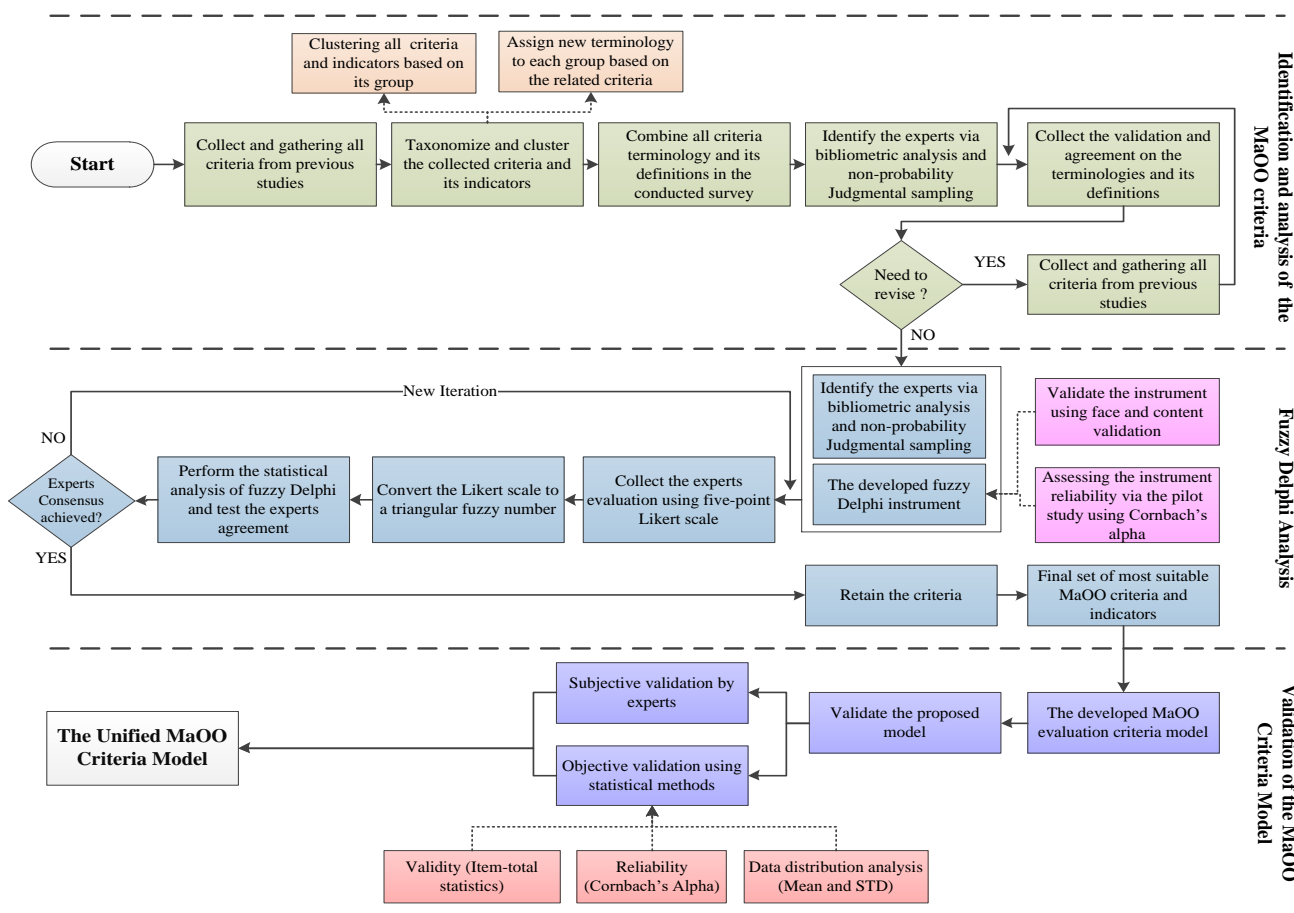 Clustering all criteria
and indicators based on
its group
Assign new terminology
to each group based on
the related criteria
Start
Collect and gathering all
criteria from previous
studies
Taxonomize and cluster
the collected criteria and
its indicators
Combine all criteria
terminology and its
definitions in the
conducted survey
Identify the experts via
bibliometric analysis and
non-probability
Judgmental sampling
Collect the validation and
agreement on the
terminologies and its
definitions
Need to
revise ?
YES
Collect and gathering all
criteria from previous
studies
NO
Identification and analysis of the
MaOO criteria
New Iteration
Identify the experts via
bibliometric analysis
and non-probability
Judgmental sampling
The developed fuzzy
Delphi instrument
Validate the instrument
using face and content
validation
Assessing the instrument
reliability via the pilot
study using Cornbach's
alpha
NO
Experts
Consensus
achieved?
YES
Perform the statistical
analysis of fuzzy Delphi
and test the experts
agreement
Convert the Likert scale to
a triangular fuzzy number
Collect the experts
evaluation using five-point
Likert scale
Retain the criteria
Final set of most suitable
MaOO criteria and
indicators
Fuzzy Delphi Analysis
The Unified MaOO
Criteria Model
Subjective validation by
experts
Objective validation using
statistical methods
Validate the proposed
model
The developed MaOO
evaluation criteria model
Validity (Item-total
statistics)
Reliability
(Cornbach's Alpha)
Data distribution analysis
(Mean and STD)
Validation of the MaOO
Criteria Model